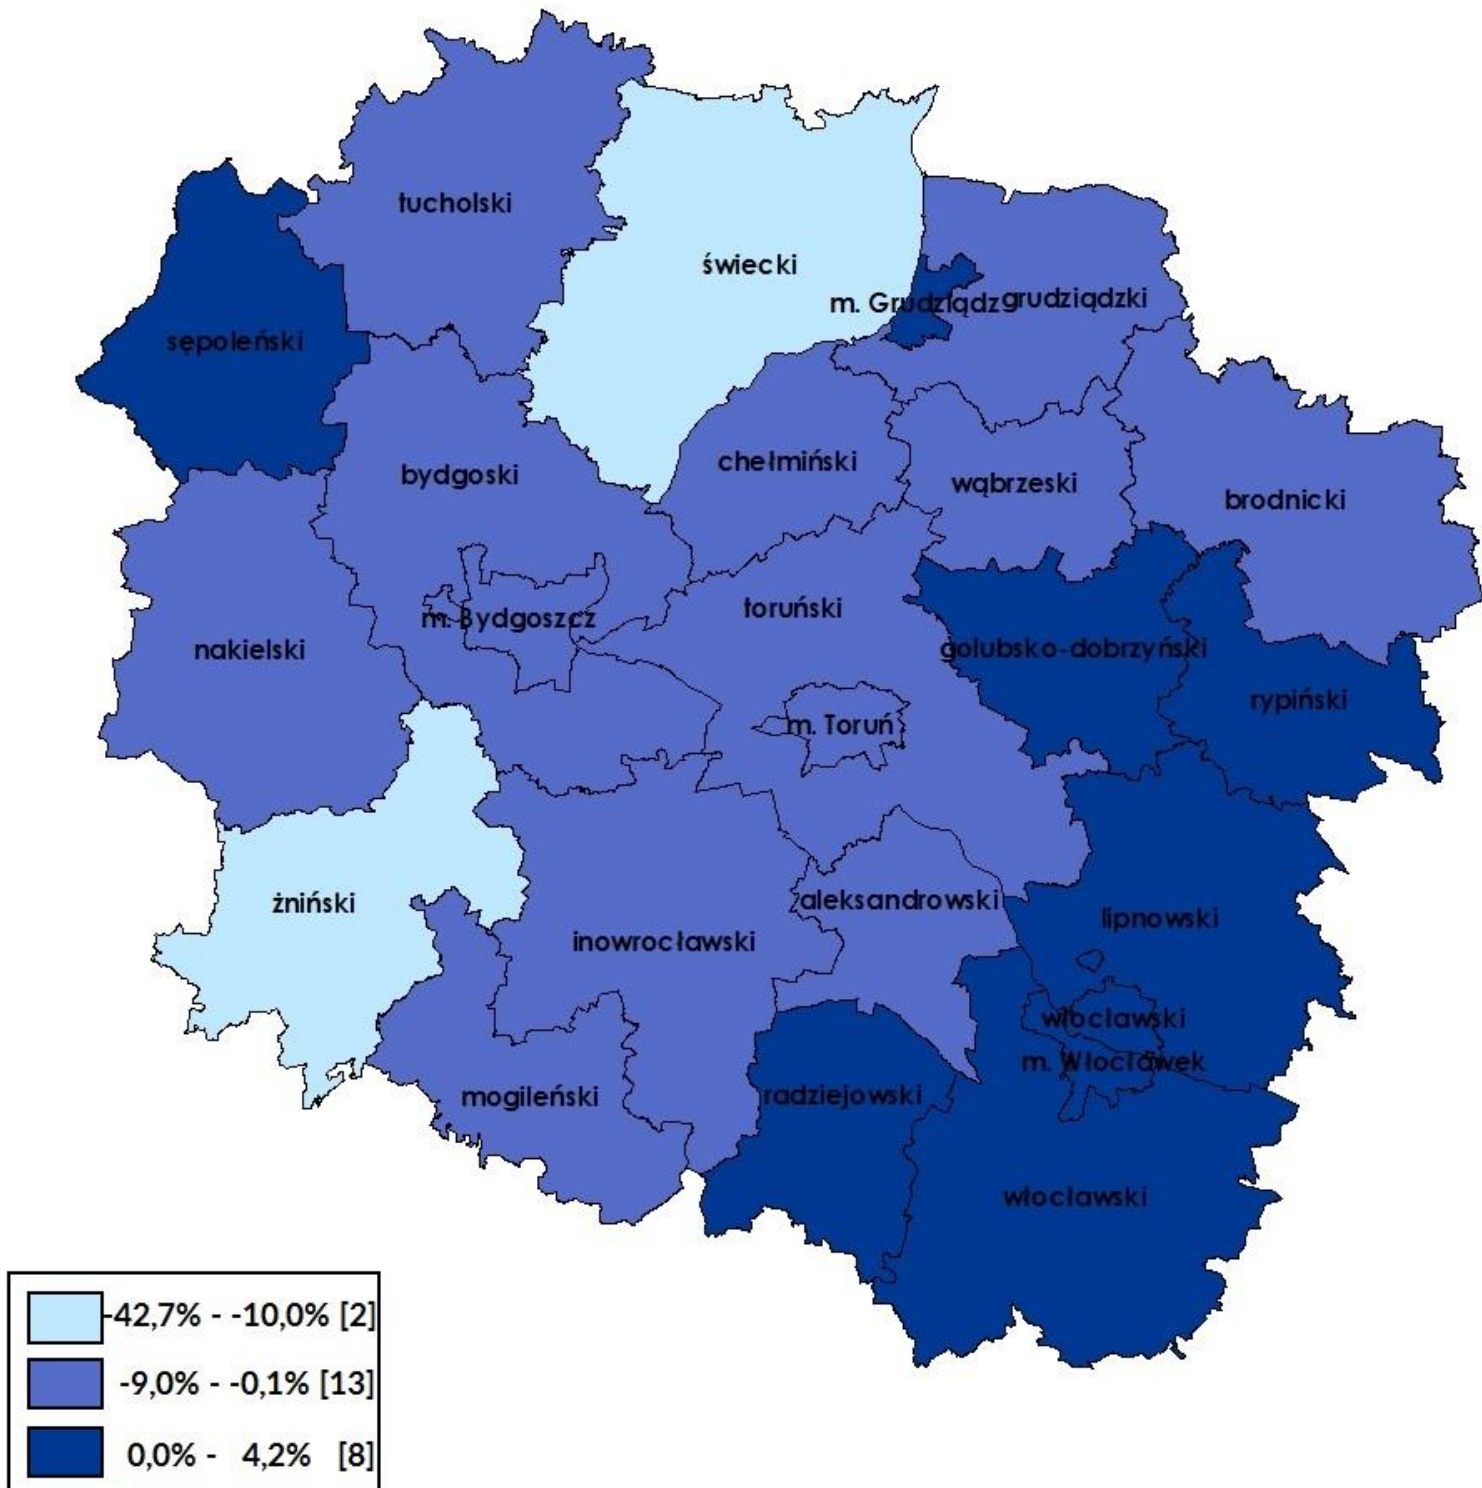 tucholski
świecki
m. Grudziądz
grudziądzki
sępoleński
bydgoski
chełmiński
wąbrzeski
brodnicki
m. Bydgoszcz
toruński
nakielski
golubsko-dobrzyński
rypiński
m. Toruń
żniński
aleksandrowski
lipnowski
inowrocławski
włocławski
m. Włocławek
mogileński
radziejowski
włocławski
-42,7% - -10,0% [2]
-9,0% - -0,1% [13]
0,0% - 4,2% [8]